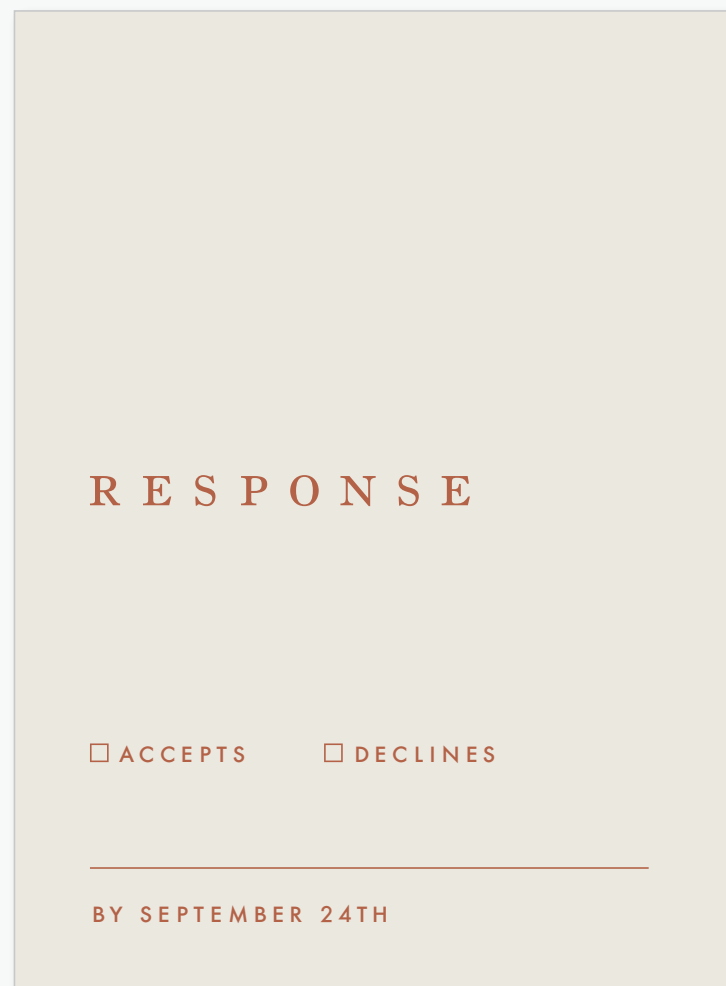 RESPONSE
☐ ACCEPTS ☐ DECLINES
BY SEPTEMBER 24TH